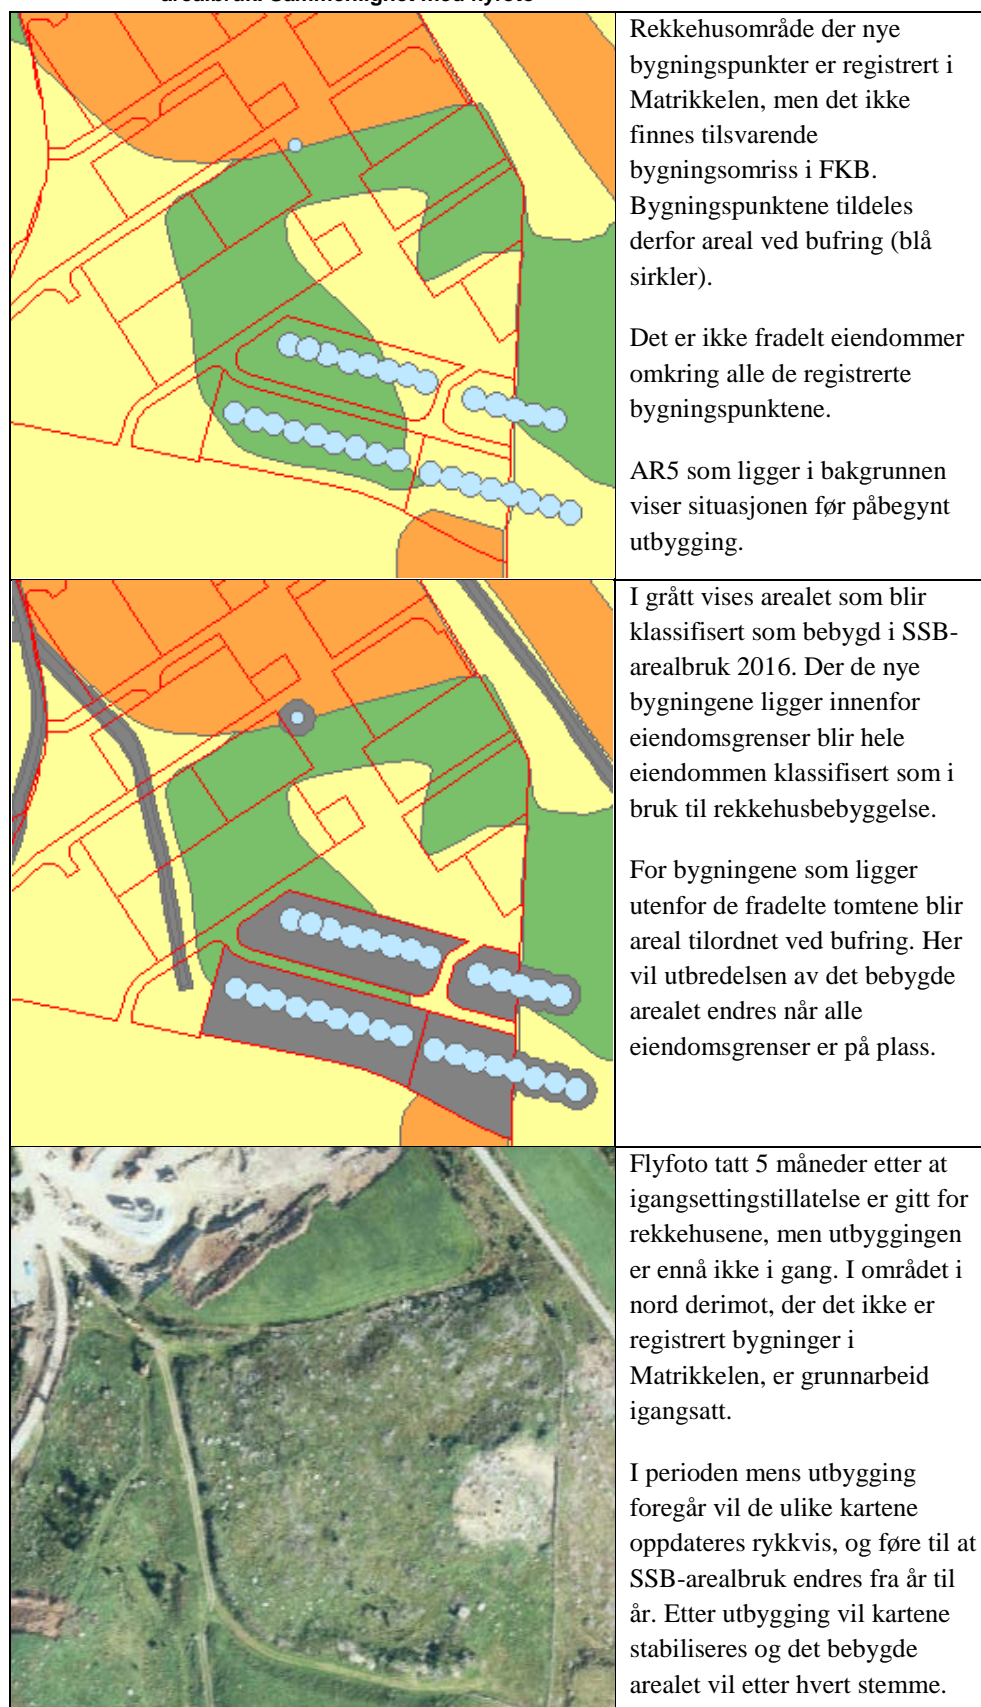 arealbruk. Sammenlignet med flyfoto
Rekkehusområde der nye
bygningspunkter er registrert i
Matrikkelen, men det ikke
finnes tilsvarende
bygningsomriss i FKB.
Bygningspunktene tildeles
derfor areal ved bufring (blå
sirkler).
Det er ikke fradelt eiendommer
omkring alle de registrerte
bygningspunktene.
AR5 som ligger i bakgrunnen
viser situasjonen før påbegynt
utbygging.
I grått vises arealet som blir
klassifisert som bebygd i SSB-
arealbruk 2016. Der de nye
bygningene ligger innenfor
eiendomsgrenser blir hele
eiendommen klassifisert som i
bruk til rekkehusbebyggelse.
For bygningene som ligger
utenfor de fradelte tomtene blir
areal tilordnet ved bufring. Her
vil utbredelsen av det bebygde
arealet endres når alle
eiendomsgrenser er på plass.
Flyfoto tatt 5 måneder etter at
igangsettingstillatelse er gitt for
rekkehusene, men utbyggingen
er ennå ikke i gang. I området i
nord derimot, der det ikke er
registrert bygninger i
Matrikkelen, er grunnarbeid
igangsatt.
I perioden mens utbygging
foregår vil de ulike kartene
oppdateres rykkvis, og føre til at
SSB-arealbruk endres fra år til
år. Etter utbygging vil kartene
stabiliseres og det bebygde
arealet vil etter hvert stemme.